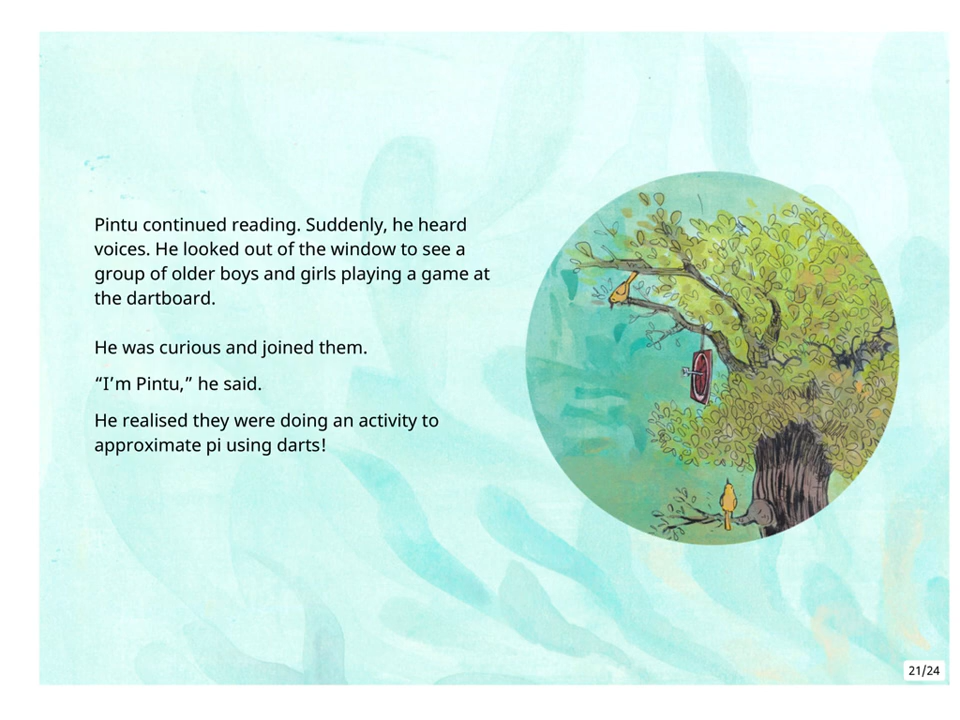 Pintu continued reading. Suddenly, he heard
voices. He looked out of the window to see a
group of older boys and girls playing a game at
the dartboard.
He was curious and joined them.
“I’m Pintu,” he said.
He realised they were doing an activity to
approximate pi using darts!
21/24